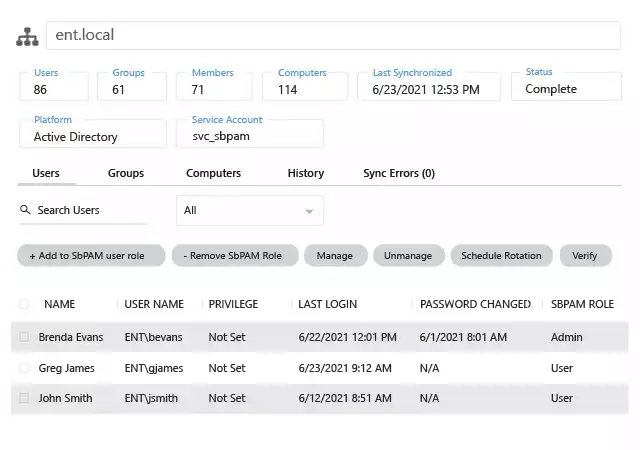 ent.local
Users Groups Members Computers Last Synchronized Status
86 61 71 114 6/23/2021 12:53 PM Complete
Platform Service Account
Active Directory svc_sbpam
Users Groups Computers History Sync Errors (0)
Search Users All
+ Add to SbPAM user role - Remove SbPAM Role Manage Unmanage Schedule Rotation Verify
NAME USER NAME PRIVILEGE LAST LOGIN PASSWORD CHANGED SBPAM ROLE
Brenda Evans ENT\bevans Not Set 6/22/2021 12:01 PM 6/1/2021 8:01 AM Admin
Greg James ENT\gjames Not Set 6/23/2021 9:12 AM N/A User
John Smith ENT\jsmith Not Set 6/12/2021 8:51 AM N/A User